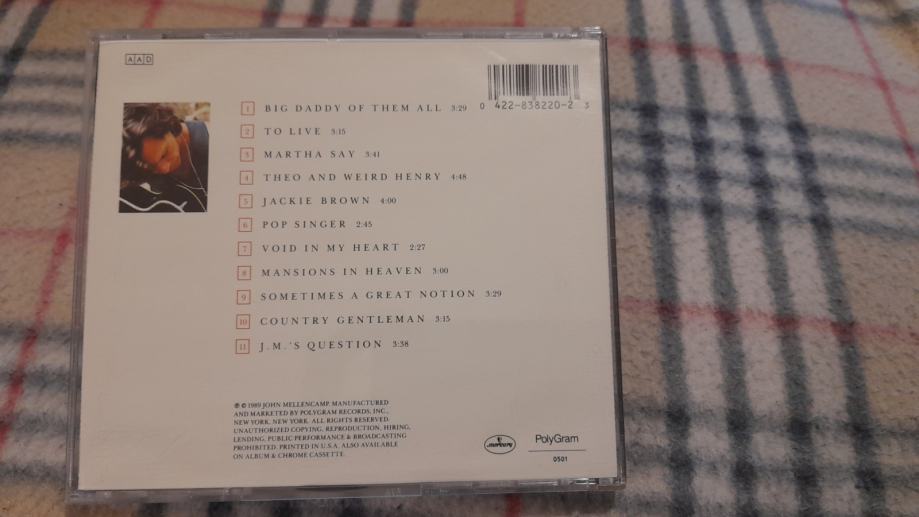 AAD
0 422-838220-2 3
1 BIG DADDY OF THEM ALL 3:29
2 TO LIVE 3:15
3 MARTHA SAY 3:41
4 THEO AND WEIRD HENRY 4:48
5 JACKIE BROWN 4:00
6 POP SINGER 2:45
7 VOID IN MY HEART 2:27
8 MANSIONS IN HEAVEN 3:00
9 SOMETIMES A GREAT NOTION 3:29
10 COUNTRY GENTLEMAN 3:15
11 J.M.'S QUESTION 3:38
℗ © 1989 JOHN MELLENCAMP. MANUFACTURED
AND MARKETED BY POLYGRAM RECORDS, INC.,
NEW YORK, NEW YORK. ALL RIGHTS RESERVED.
UNAUTHORIZED COPYING, REPRODUCTION, HIRING,
LENDING, PUBLIC PERFORMANCE & BROADCASTING
PROHIBITED. PRINTED IN U.S.A. ALSO AVAILABLE
ON ALBUM & CHROME CASSETTE.
mercury
PolyGram
0501